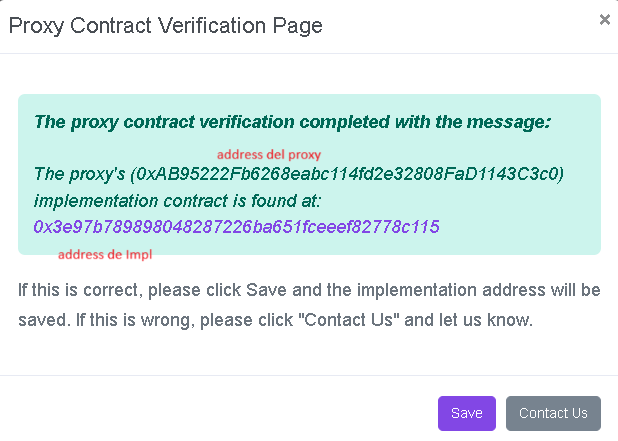 Proxy Contract Verification Page
×
The proxy contract verification completed with the message:
address del proxy
The proxy's (0xAB95222Fb6268eabc114fd2e32808FaD1143C3c0)
implementation contract is found at:
0x3e97b789898048287226ba651fceeef82778c115
address de Impl
If this is correct, please click Save and the implementation address will be
saved. If this is wrong, please click "Contact Us" and let us know.
Save
Contact Us